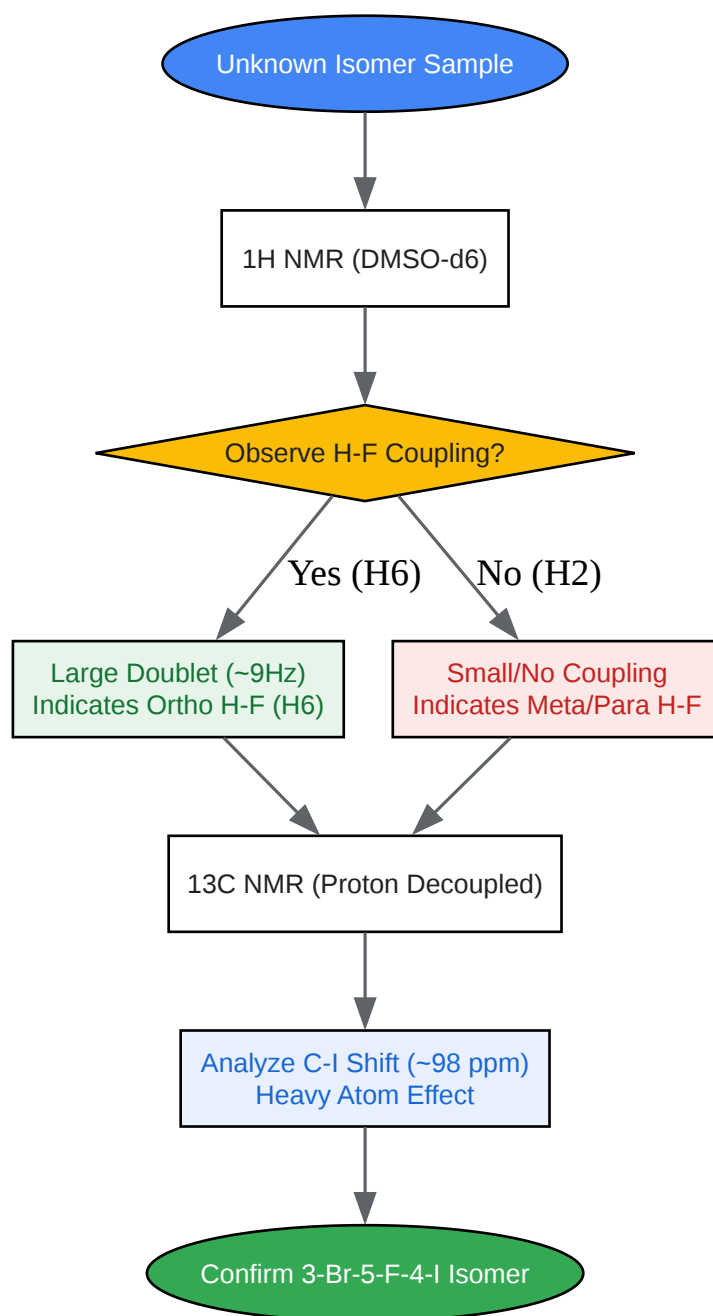 Unknown Isomer Sample
1H NMR (DMSO-d6)
Observe H-F Coupling?
Yes (H6)
No (H2)
Large Doublet (~9Hz)
Indicates Ortho H-F (H6)
Small/No Coupling
Indicates Meta/Para H-F
13C NMR (Proton Decoupled)
Analyze C-I Shift (~98 ppm)
Heavy Atom Effect
Confirm 3-Br-5-F-4-I Isomer